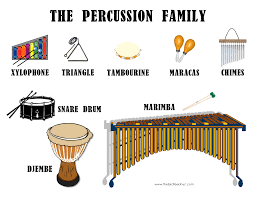 THE PERCUSSION FAMILY
XYLOPHONE TRIANGLE TAMBOURINE MARACAS CHIMES
SNARE DRUM MARIMBA
DJEMBE